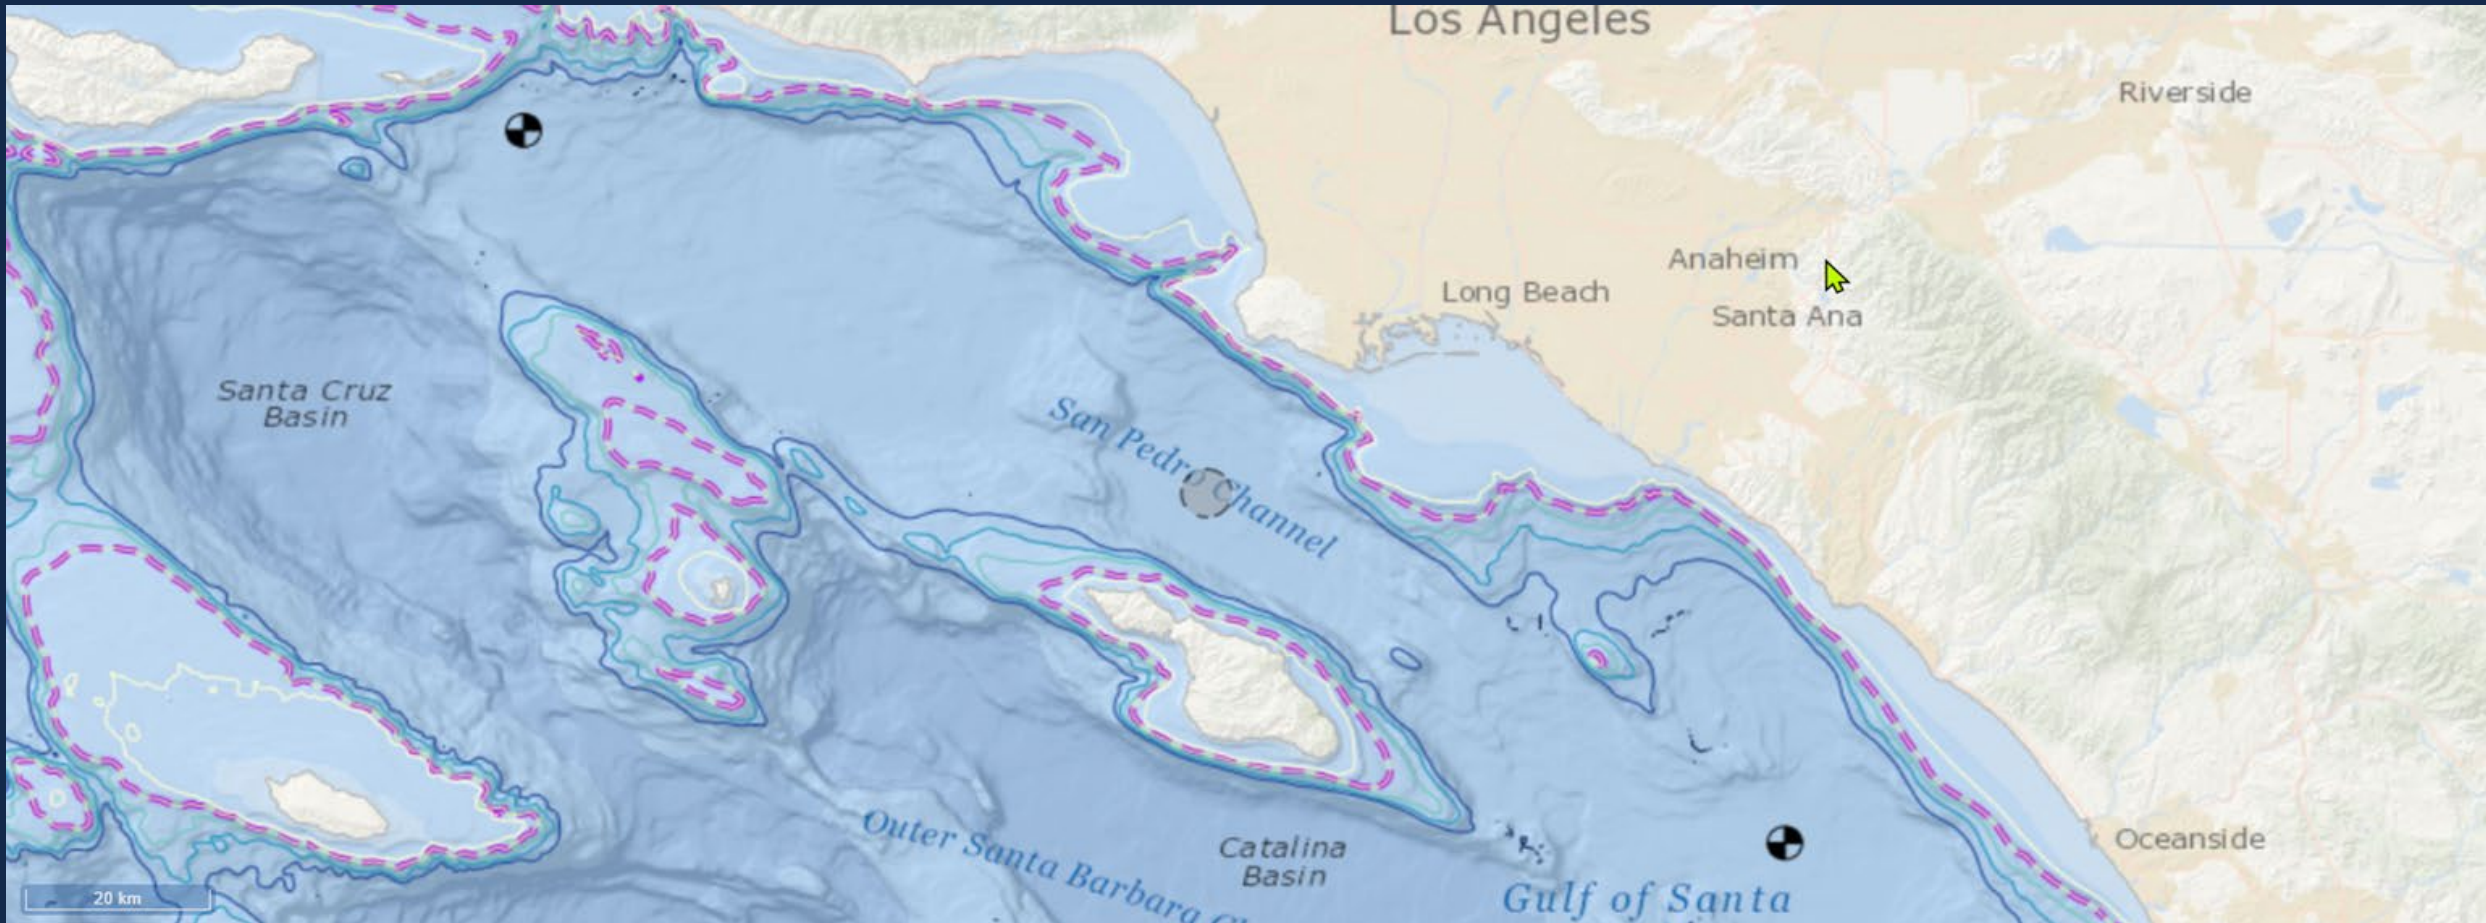 Los Angeles
Riverside
Anaheim
Long Beach
Santa Ana
Santa Cruz
Basin
San Pedro Channel
Outer Santa Barbara
Catalina
Basin
Oceanside
Gulf of Santa
20 km